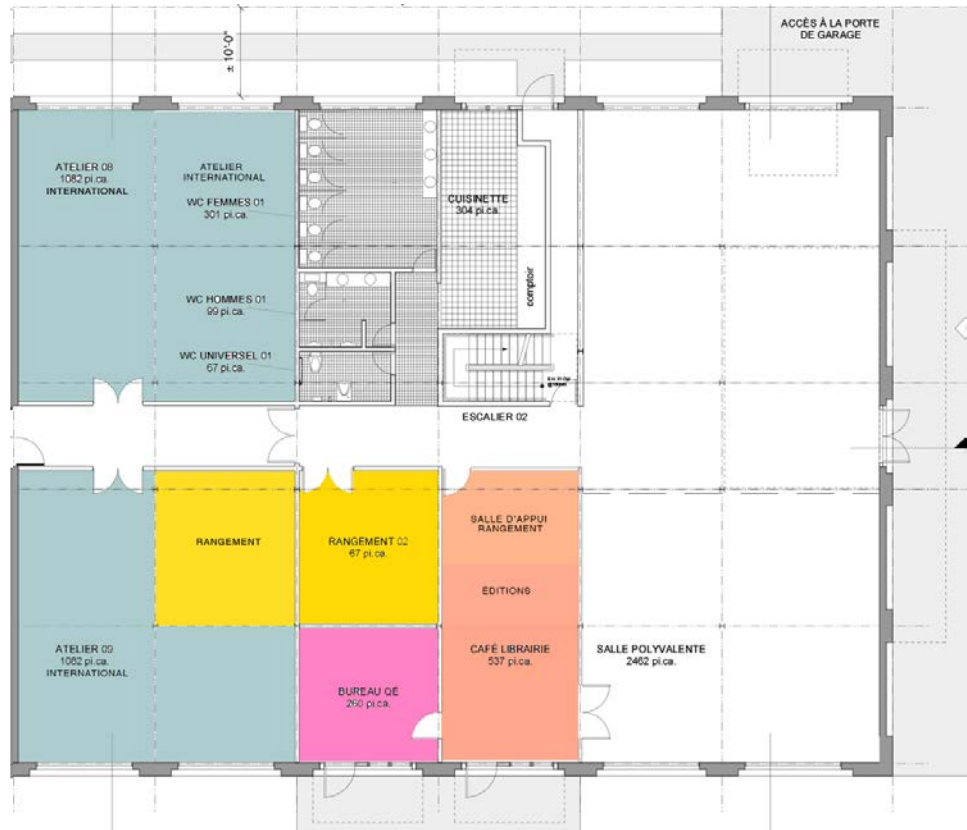 ACCÈS À LA PORTE
DE GARAGE
± 10'-0"
ATELIER 08
1082 pi.ca.
INTERNATIONAL
ATELIER
INTERNATIONAL
WC FEMMES 01
301 pi.ca.
CUISINETTE
304 pi.ca.
comptoir
WC HOMMES 01
99 pi.ca.
WC UNIVERSEL 01
67 pi.ca.
ESCALIER 02
RANGEMENT
RANGEMENT 02
67 pi.ca.
SALLE D'APPUI
RANGEMENT
ÉDITIONS
ATELIER 09
1082 pi.ca.
INTERNATIONAL
BUREAU QÉ
260 pi.ca.
CAFÉ LIBRAIRIE
537 pi.ca.
SALLE POLYVALENTE
2462 pi.ca.